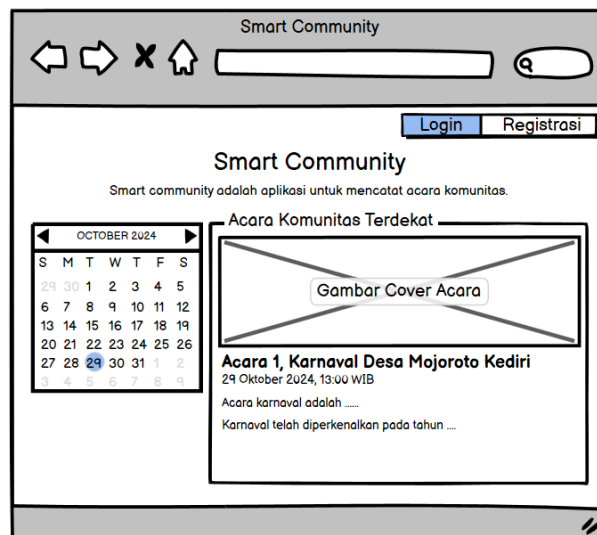 Smart Community
Login Registrasi
Smart Community
Smart community adalah aplikasi untuk mencatat acara komunitas.
OCTOBER 2024
S M T W T F S
29 30 1 2 3 4 5
6 7 8 9 10 11 12
13 14 15 16 17 18 19
20 21 22 23 24 25 26
27 28 29 30 31 1 2
3 4 5 6 7 8 9
Acara Komunitas Terdekat
Gambar Cover Acara
Acara 1, Karnaval Desa Mojoroto Kediri
29 Oktober 2024, 13:00 WIB
Acara karnaval adalah ......
Karnaval telah diperkenalkan pada tahun ....